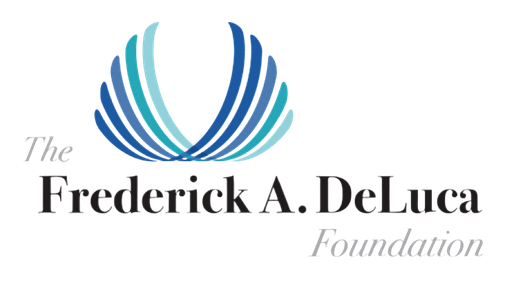 The
Frederick A. DeLuca
Foundation